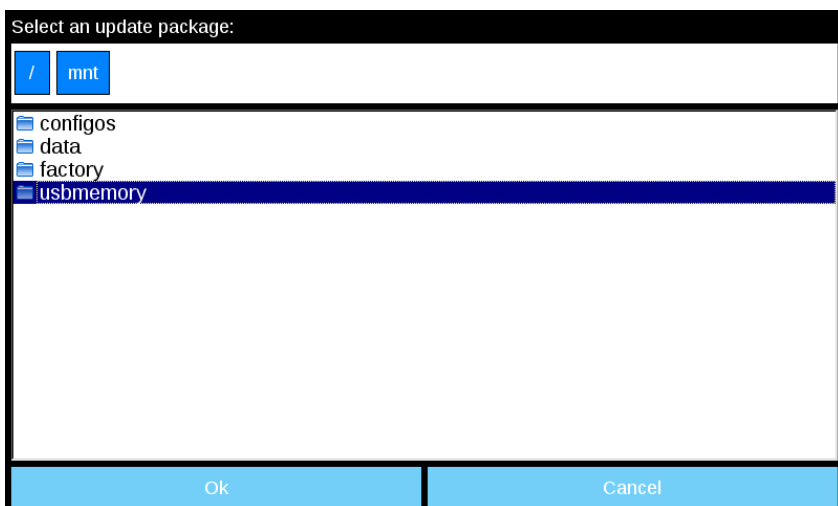 Select an update package:
/ mnt
configos
data
factory
usbmemory
Ok Cancel